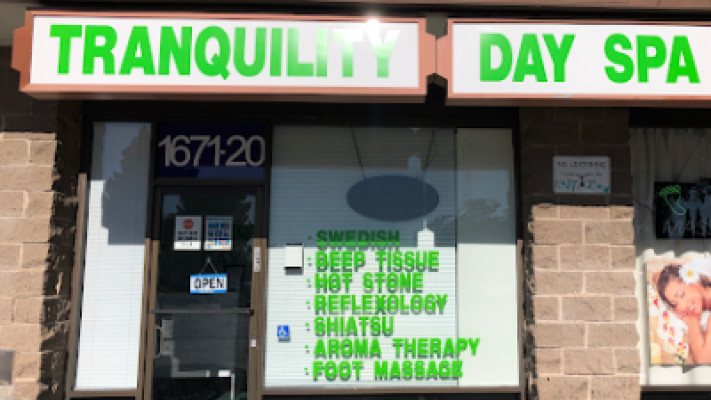 TRANQUILITY DAY SPA
1671-20
OPEN
· SWEDISH
· DEEP TISSUE
· HOT STONE
· REFLEXOLOGY
· SHIATSU
· AROMA THERAPY
· FOOT MASSAGE
NO LOITERING
MAS